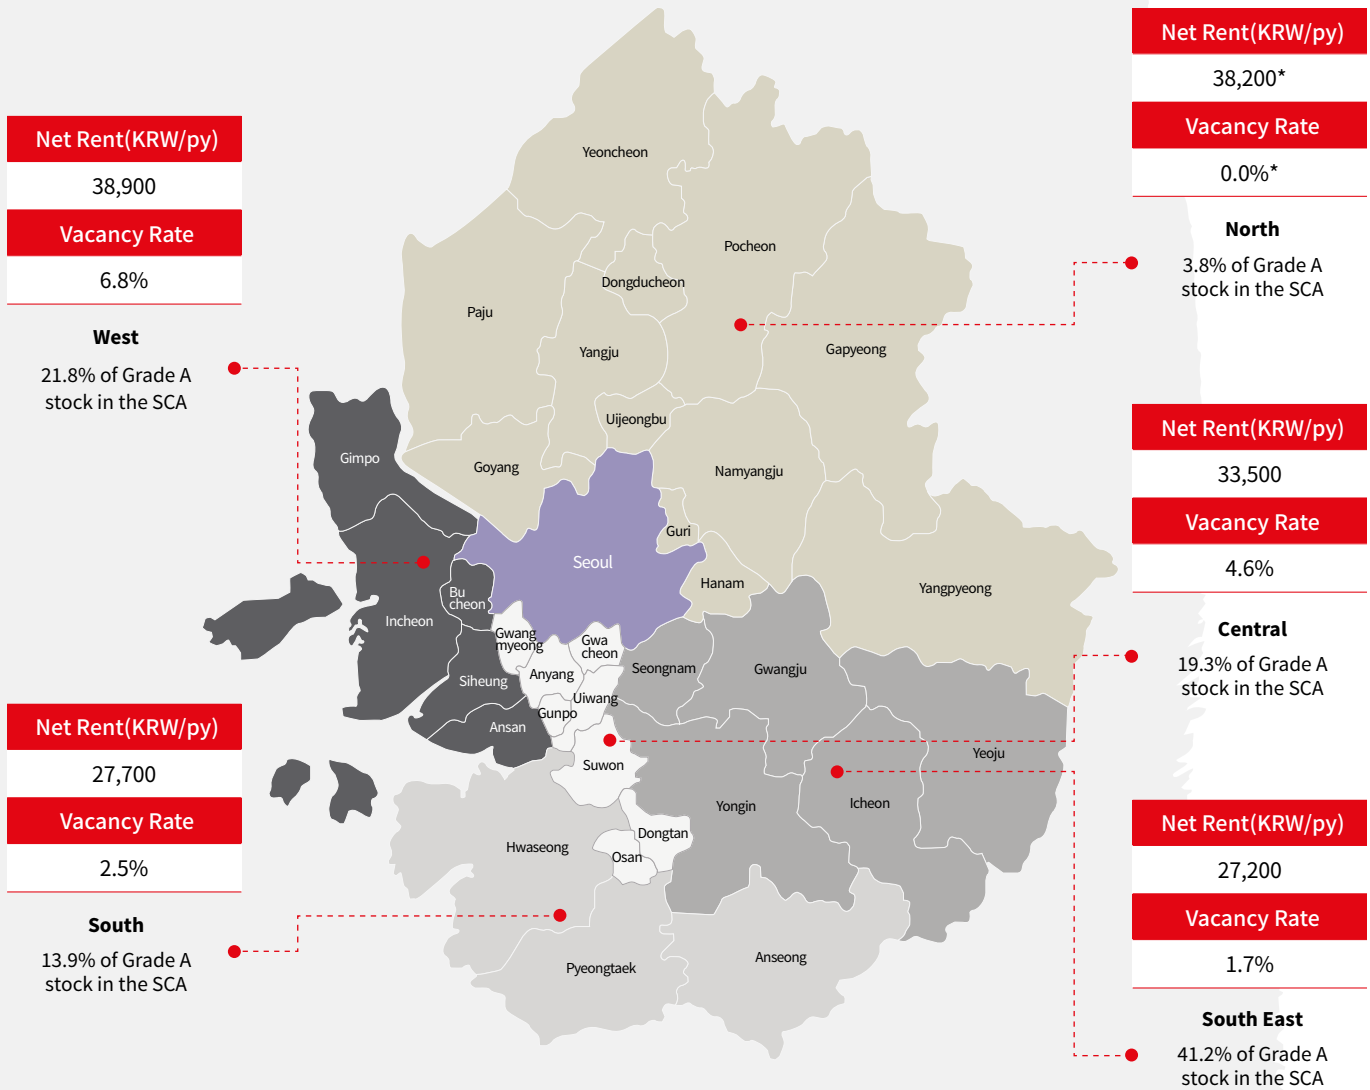 Net Rent(KRW/py)
38,900
Vacancy Rate
6.8%
West
21.8% of Grade A
stock in the SCA
Net Rent(KRW/py)
27,700
Vacancy Rate
2.5%
South
13.9% of Grade A
stock in the SCA
Yeoncheon
Pocheon
Dongducheon
Paju
Yangju
Gapyeong
Uijeongbu
Gimpo
Goyang
Namyangju
Guri
Seoul
Hanam
Yangpyeong
Bu
cheon
Incheon
Gwang
myeong
Gwa
cheon
Seongnam
Gwangju
Anyang
Siheung
Uiwang
Gunpo
Ansan
Yeoju
Suwon
Icheon
Yongin
Dongtan
Hwaseong
Osan
Anseong
Pyeongtaek
Net Rent(KRW/py)
38,200*
Vacancy Rate
0.0%*
North
3.8% of Grade A
stock in the SCA
Net Rent(KRW/py)
33,500
Vacancy Rate
4.6%
Central
19.3% of Grade A
stock in the SCA
Net Rent(KRW/py)
27,200
Vacancy Rate
1.7%
South East
41.2% of Grade A
stock in the SCA